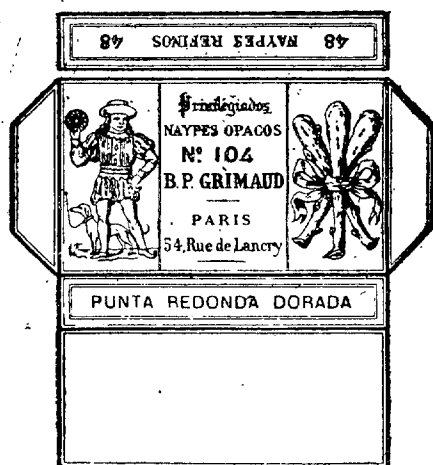 48 NAYPES REFINOS 48
Privilegiados
NAYPES OPACOS
Nº 104
B.P. GRIMAUD
PARIS
54, Rue de Lancry
PUNTA REDONDA DORADA